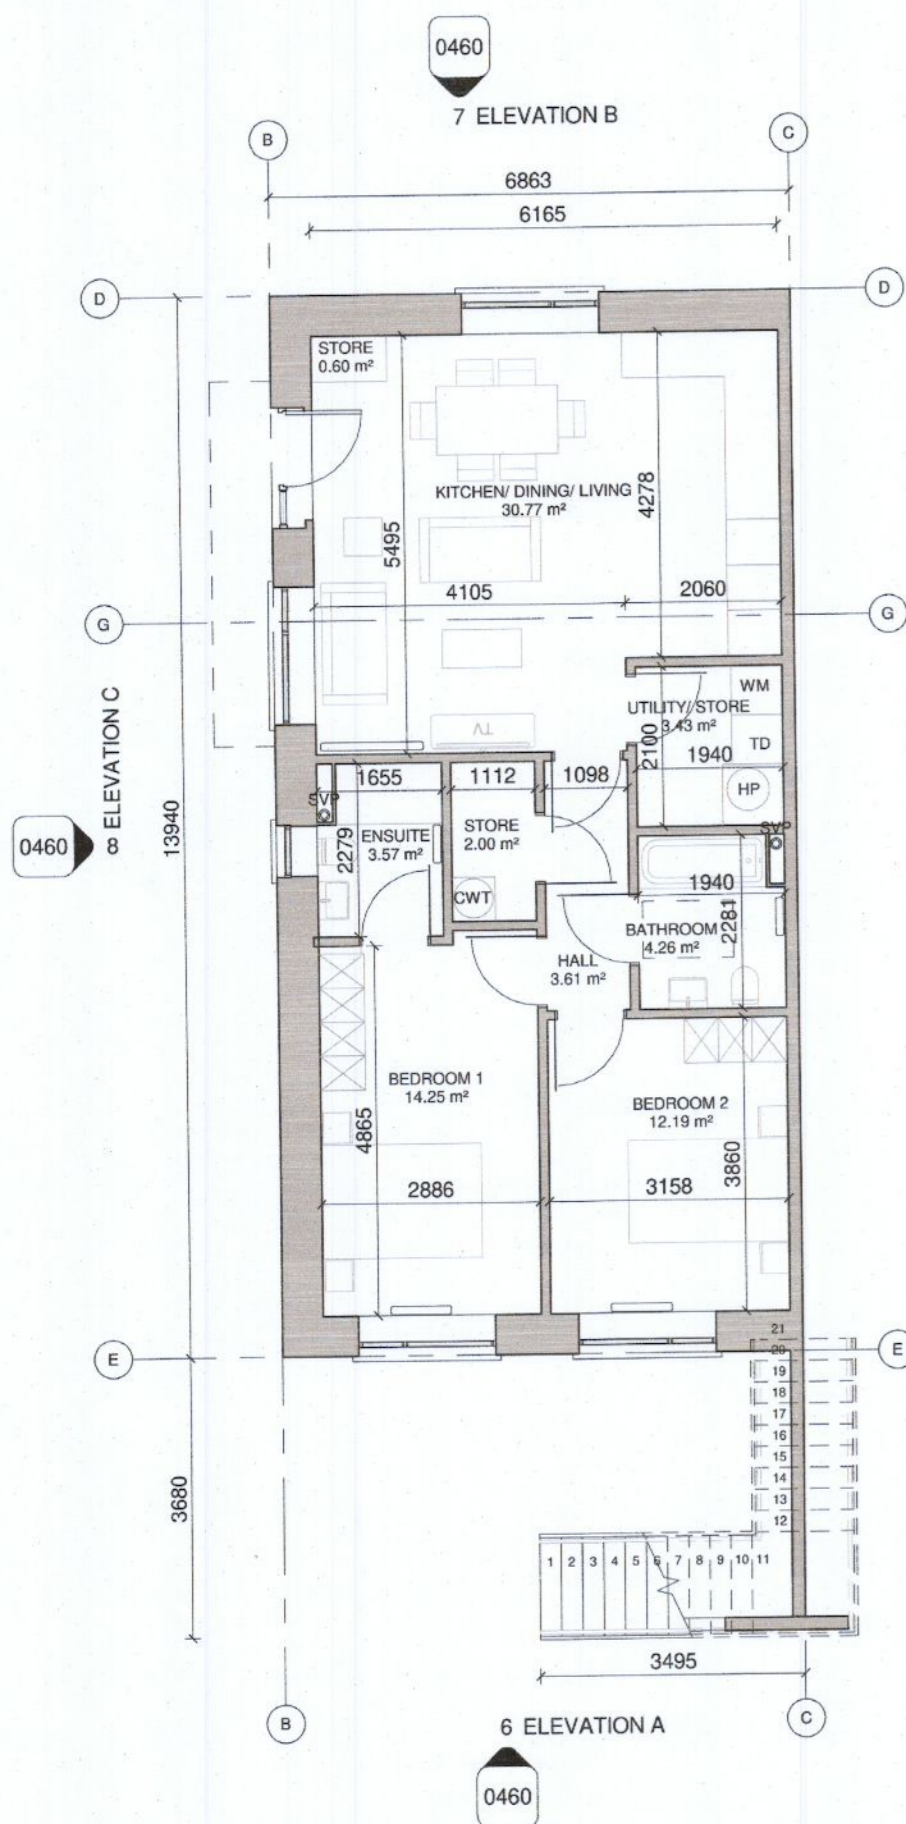 0460
7 ELEVATION B
B
C
6863
6165
D
D
STORE
0.60 m²
KITCHEN/ DINING/ LIVING
30.77 m²
5495
4278
4105
2060
G
G
WM
UTILITY/ STORE
3.43 m²
2100
TV
TD
1940
HP
1655
1112
1098
SVP
SVP
8 ELEVATION C
0460
13940
2279
ENSUITE
3.57 m²
STORE
2.00 m²
CWT
1940
2281
BATHROOM
4.26 m²
HALL
3.61 m²
BEDROOM 1
14.25 m²
BEDROOM 2
12.19 m²
4865
3860
2886
3158
E
E
21
20
19
18
17
16
15
14
13
12
3680
1 2 3 4 5 6 7 8 9 10 11
3495
B
C
6 ELEVATION A
0460